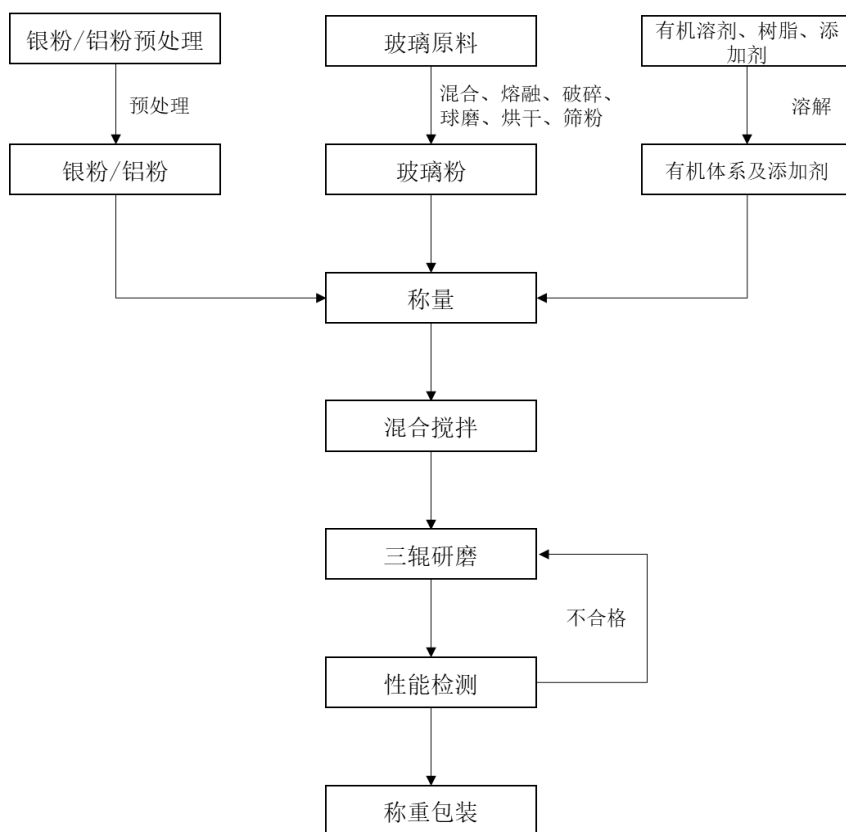 银粉/铝粉预处理
玻璃原料
有机溶剂、树脂、添
加剂
预处理
混合、熔融、破碎、
球磨、烘干、筛粉
溶解
银粉/铝粉
玻璃粉
有机体系及添加剂
称量
混合搅拌
三辊研磨
不合格
性能检测
称重包装